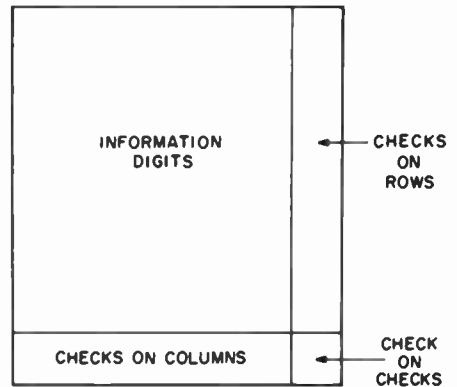 INFORMATION
DIGITS
CHECKS
ON
ROWS
CHECKS ON COLUMNS
CHECK
ON
CHECKS